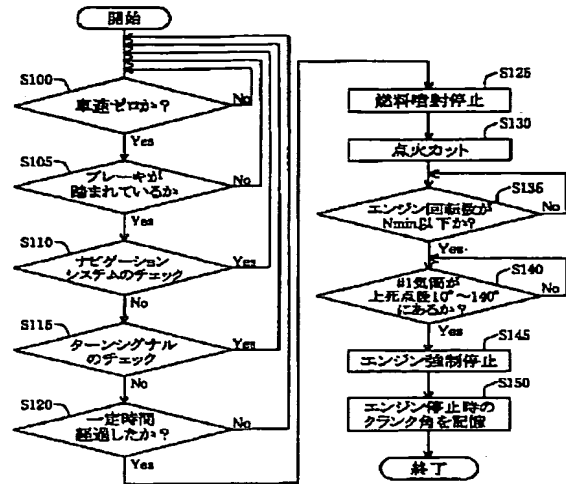 開始
S100
車速ゼロか？
No
Yes
S105
ブレーキが
踏まれているか
No
Yes
S110
ナビゲーション
システムのチェック
Yes
No
S115
ターンシグナル
のチェック
Yes
No
S120
一定時間
経過したか？
No
Yes
S125
燃料噴射停止
S130
点火カット
S135
エンジン回転数が
Nmin以下か？
No
Yes
S140
#1気筒が
上死点後10°～140°
にあるか？
No
Yes
S145
エンジン強制停止
S150
エンジン停止時の
クランク角を記憶
終了